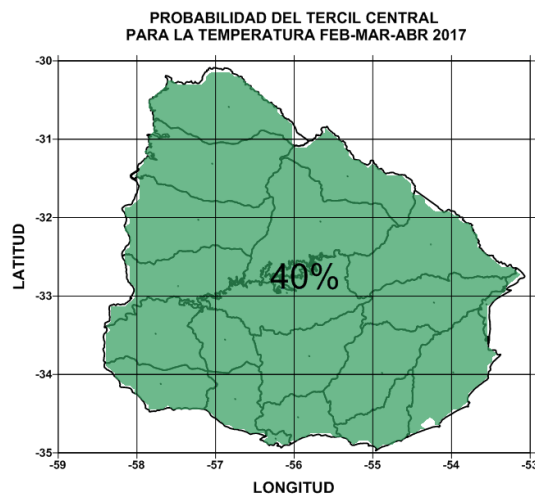 PROBABILIDAD DEL TERCIL CENTRAL
PARA LA TEMPERATURA FEB-MAR-ABR 2017
-30
-31
-32
-33
-34
-35
LATITUD
40%
-59 -58 -57 -56 -55 -54 -53
LONGITUD